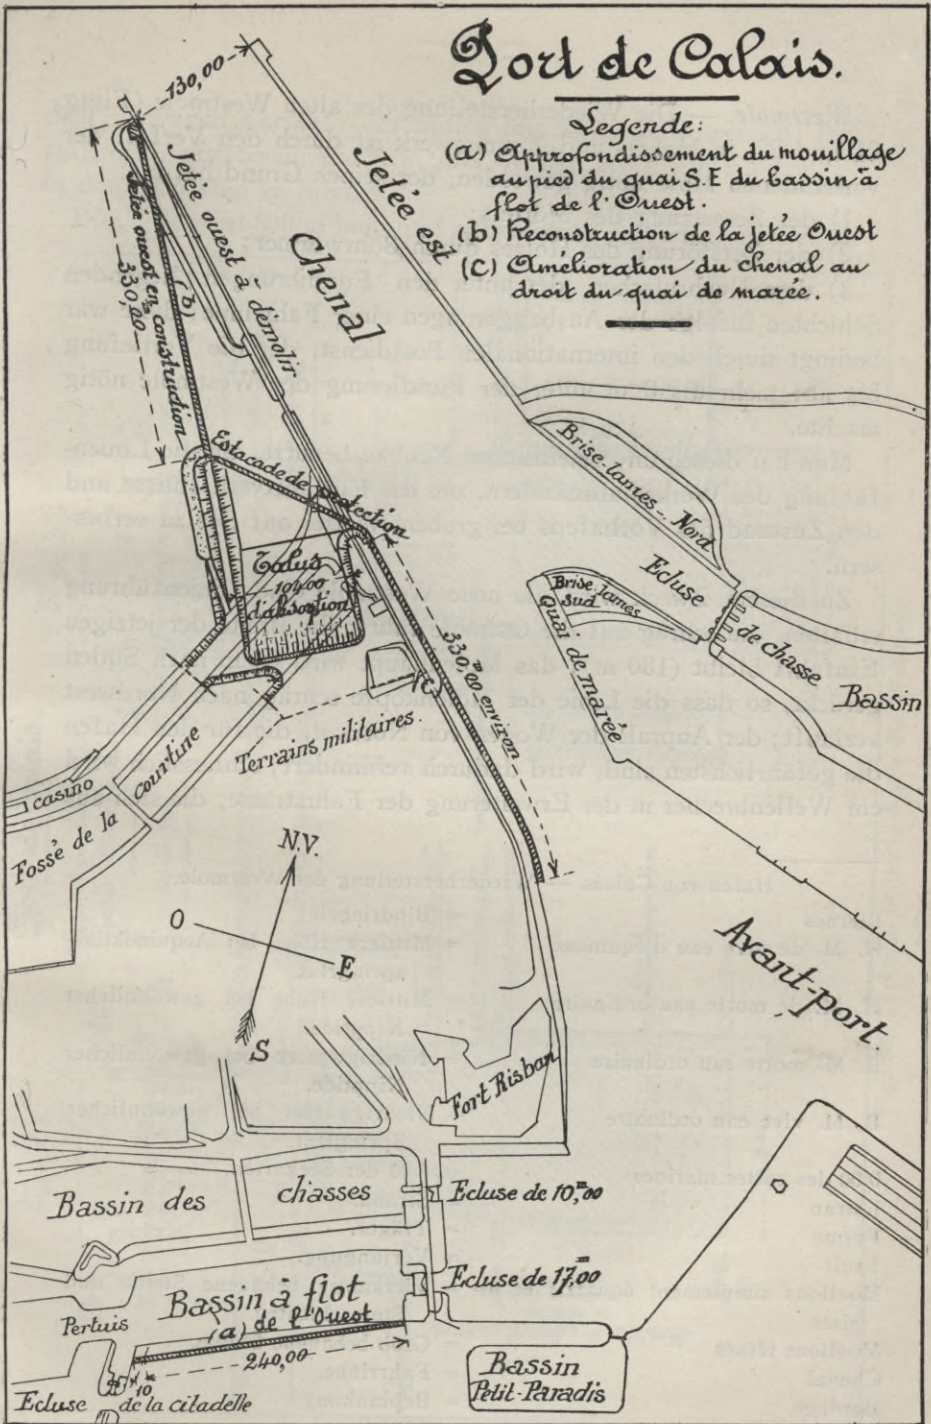 Port de Calais.
Legende:
(a) Approfondissement du mouillage
au pied du quai S.E du bassin à
flot de l'Ouest.
(b) Reconstruction de la jetée Ouest
(c) Amélioration du chenal au
droit du quai de marée.
130,00
Jetée est
Chenal
Jetée ouest à démolir
Jetée ouest en construction
(b)
330,00
Estacade de protection
Talus
10400
d'absortion
330,00 environ
(c)
Brise-lames-Nord
Brise-lames
Sud
Ecluse
de chasse
Bassin
Quai de marée
Terrains militaires.
casino
Fossé de la
courtine
N.V.
O
E
S
Avant-port.
Fort Risban
Bassin des
chasses
Ecluse de 10,00
m
Ecluse de 17,00
m
Bassin à flot
(a) de l'Ouest
240,00
10
Pertuis
Ecluse
de la citadelle
Bassin
Petit-Paradis